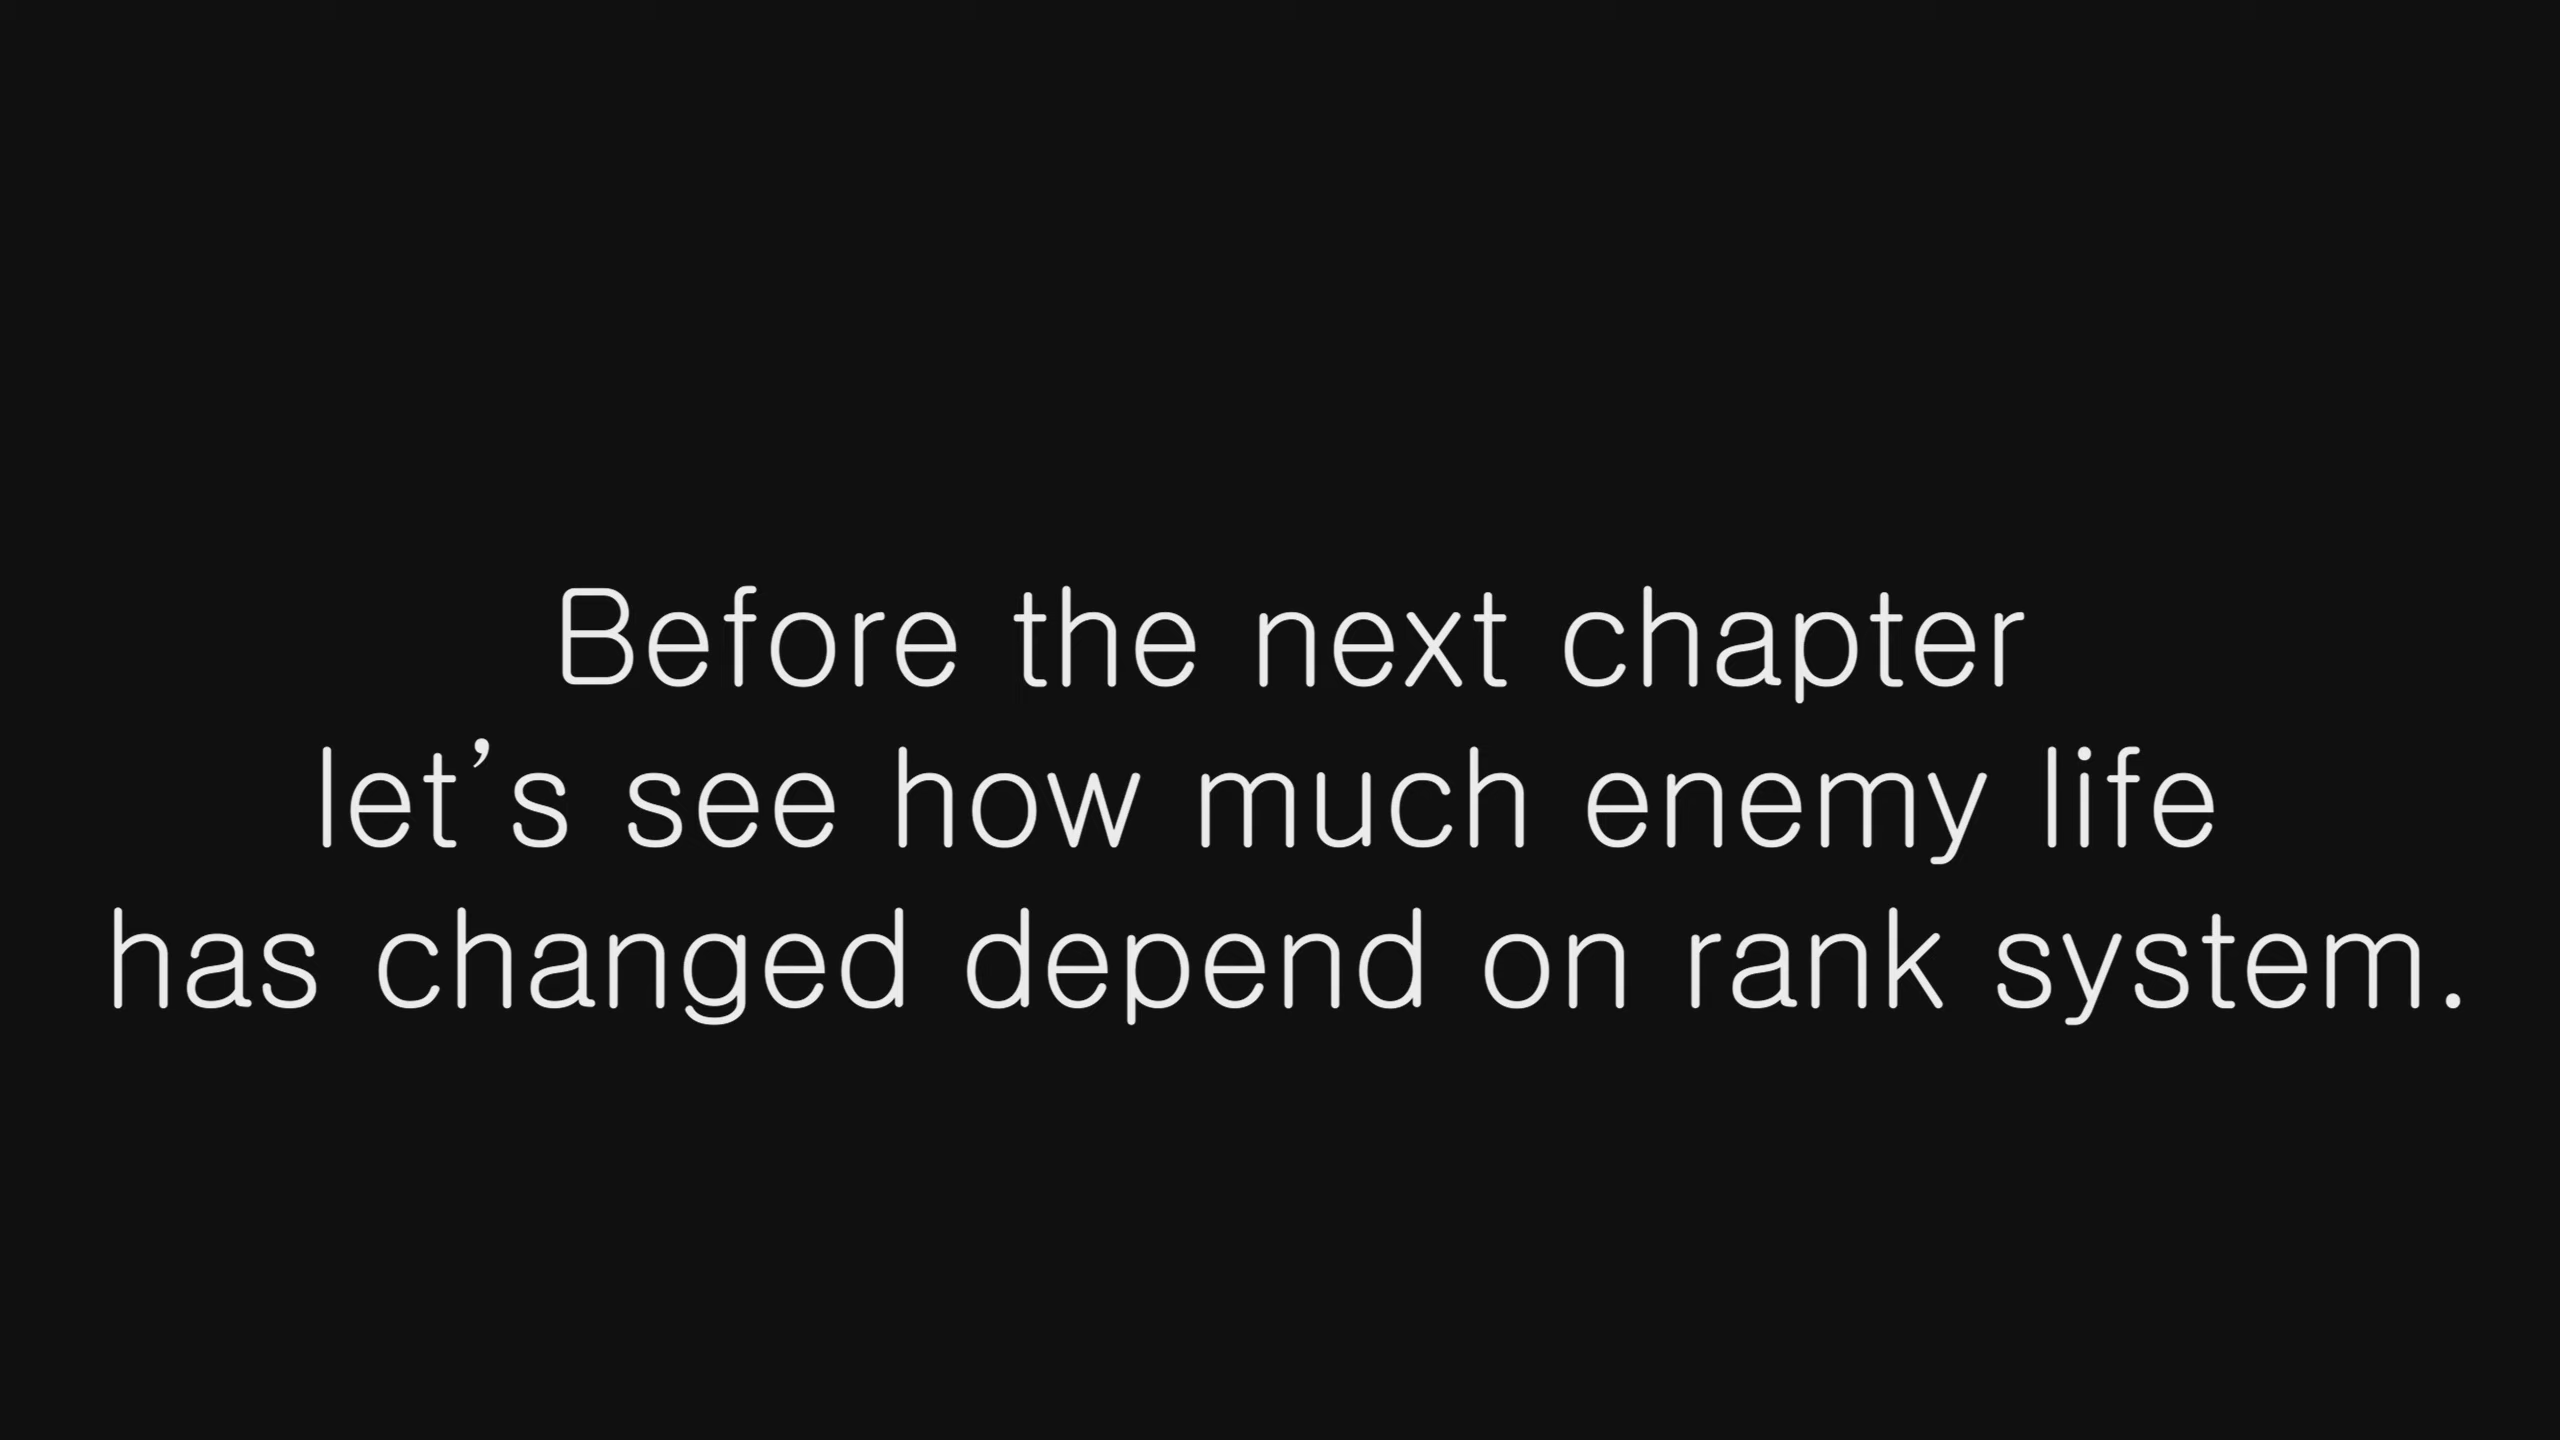 Before the next chapter
let’s see how much enemy life
has changed depend on rank system.